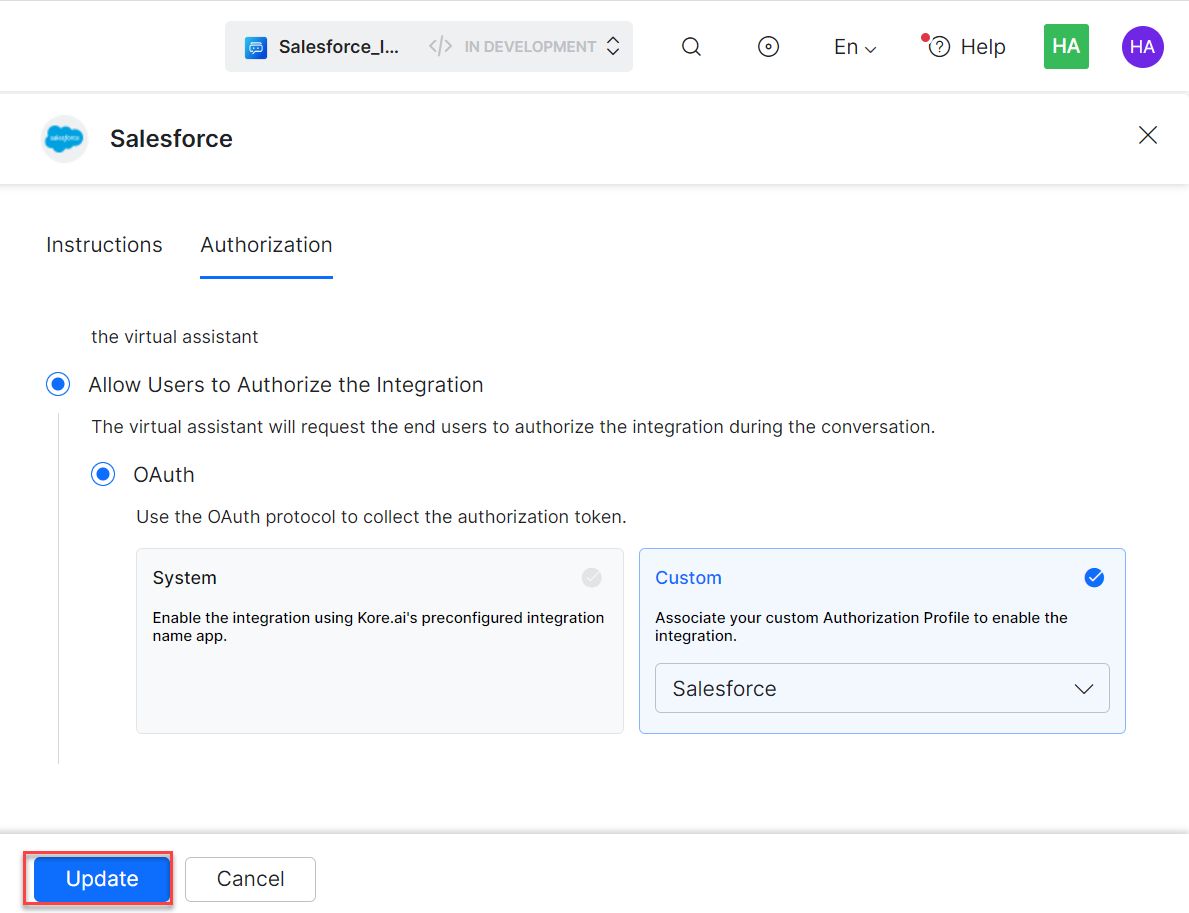 Salesforce_I... </> IN DEVELOPMENT En Help HA HA
salesforce Salesforce
Instructions Authorization
the virtual assistant
Allow Users to Authorize the Integration
The virtual assistant will request the end users to authorize the integration during the conversation.
OAuth
Use the OAuth protocol to collect the authorization token.
System
Enable the integration using Kore.ai's preconfigured integration
name app.
Custom
Associate your custom Authorization Profile to enable the
integration.
Salesforce
Update Cancel